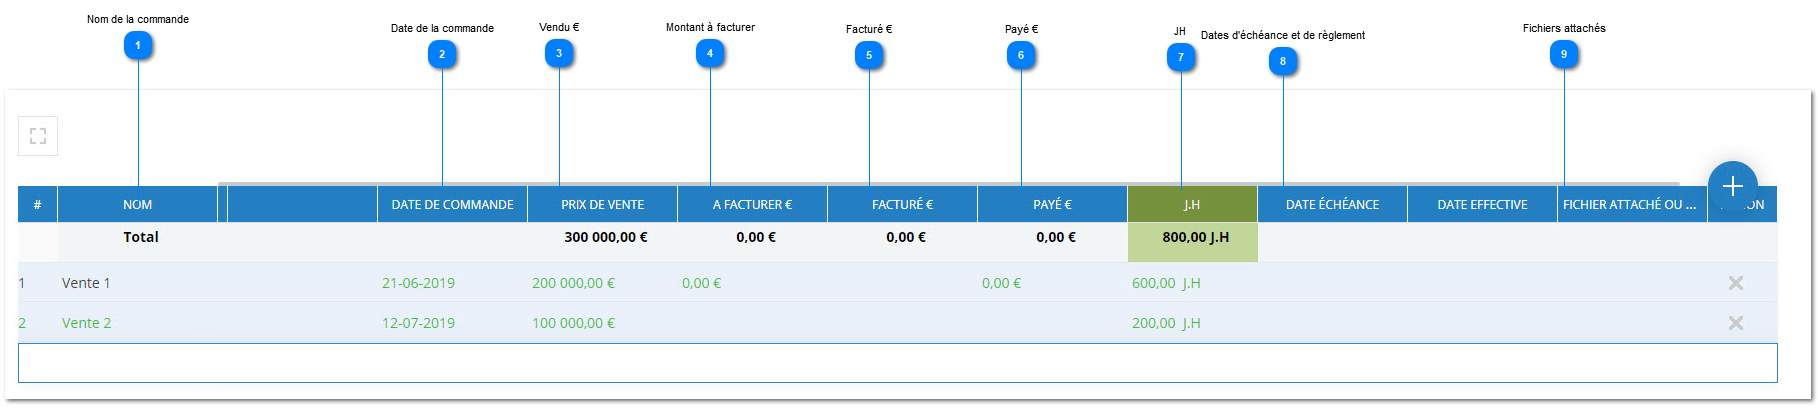 Nom de la commande
Date de la commande
Vendu €
Montant à facturer
Facturé €
Payé €
JH
Dates d'échéance et de règlement
Fichiers attachés
1 2 3 4 5 6 7 8 9
# NOM DATE DE COMMANDE PRIX DE VENTE A FACTURER € FACTURÉ € PAYÉ € J.H DATE ÉCHÉANCE DATE EFFECTIVE FICHIER ATTACHÉ OU ...
Total 300 000,00 € 0,00 € 0,00 € 0,00 € 800,00 J.H
1 Vente 1 21-06-2019 200 000,00 € 0,00 € 0,00 € 600,00 J.H
2 Vente 2 12-07-2019 100 000,00 € 200,00 J.H